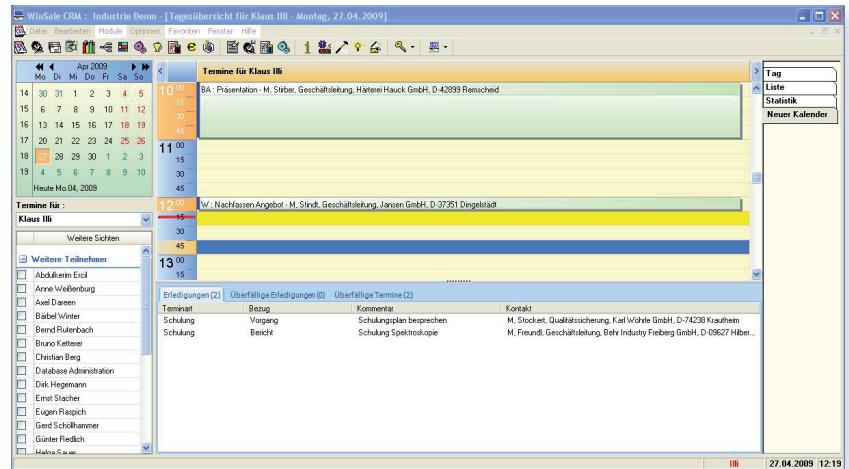 WinSale CRM : Industrie Demo - [Tagesübersicht für Klaus Illi - Montag, 27.04.2009]
Datei Bearbeiten Module Optionen Favoriten Fenster Hilfe
Apr 2009
Mo Di Mi Do Fr Sa So
14 30 31 1 2 3 4 5
15 6 7 8 9 10 11 12
16 13 14 15 16 17 18 19
17 20 21 22 23 24 25 26
18 27 28 29 30 1 2 3
19 4 5 6 7 8 9 10
Heute Mo.04, 2009
Termine für :
Klaus Illi
Weitere Sichten
Weitere Teilnehmer
Abdulkerim Ercil
Anne Weißenburg
Axel Dareen
Bärbel Winter
Bernd Rutenbach
Bruno Ketterer
Christian Berg
Database Administration
Dirk Hegemann
Ernst Stacher
Eugen Raspich
Gerd Schöllhammer
Günter Redlich
Helga Sauer
Termine für Klaus Illi
10 00 BA : Präsentation - M, Stirber, Geschäftsleitung, Härterei Hauck GmbH, D-42899 Remscheid
15
30
45
11 00
15
30
45
12 00 W : Nachfassen Angebot - M, Stindt, Geschäftsleitung, Jansen GmbH, D-37351 Dingelstädt
15
30
45
13 00
15
Erledigungen (2) Überfällige Erledigungen (0) Überfällige Termine (2)
Terminart Bezug Kommentar Kontakt
Schulung Vorgang Schulungsplan besprechen M, Stockert, Qualitätssicherung, Karl Wöhrle GmbH, D-74238 Krautheim
Schulung Bericht Schulung Spektroskopie M, Freundl, Geschäftsleitung, Behr Industry Freiberg GmbH, D-09627 Hilber...
Tag
Liste
Statistik
Neuer Kalender
Illi 27.04.2009 12:19